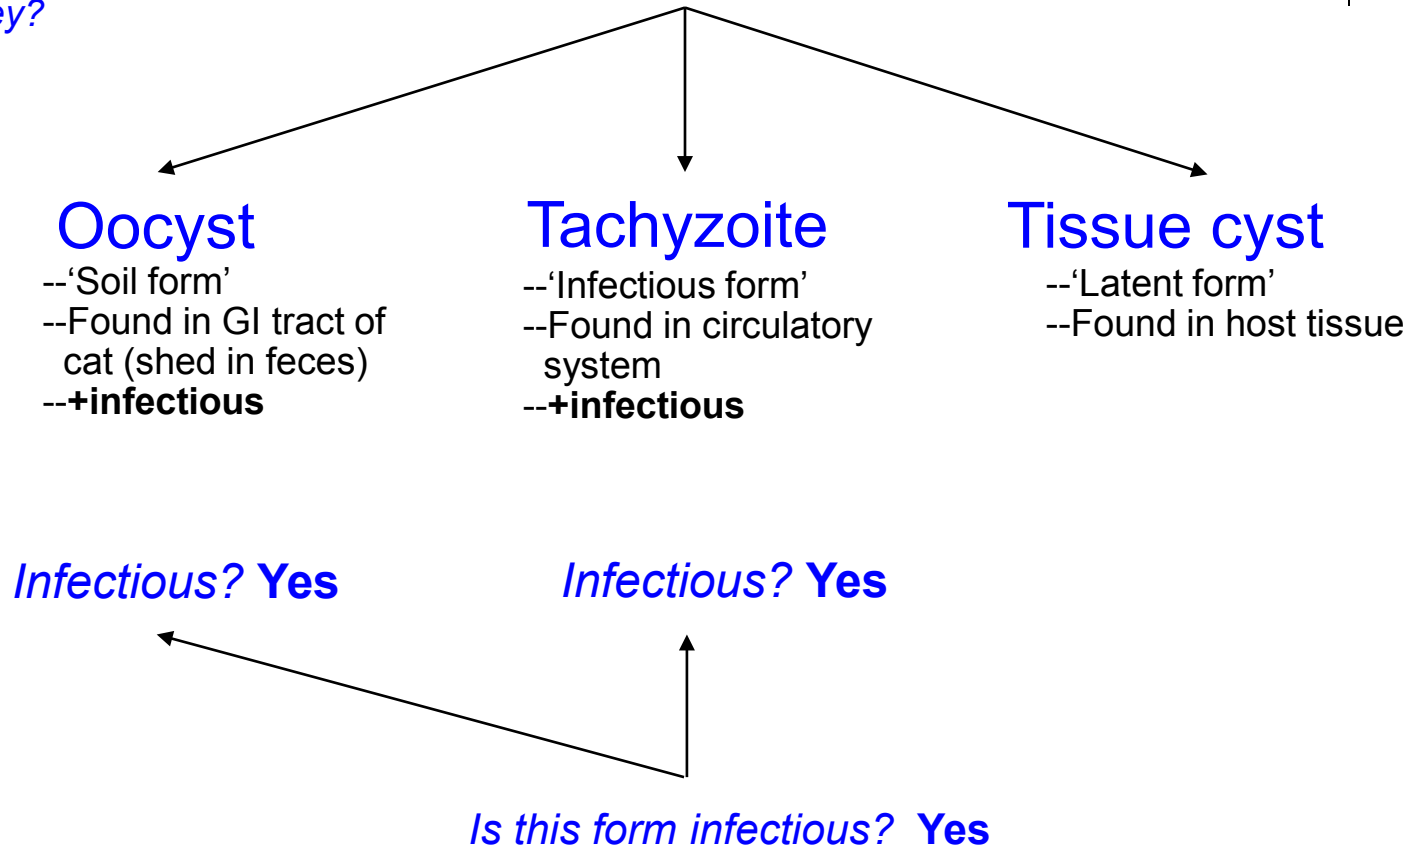 ey?
Oocyst
--‘Soil form’
--Found in GI tract of
cat (shed in feces)
--+infectious
Tachyzoite
--‘Infectious form’
--Found in circulatory
system
--+infectious
Tissue cyst
--‘Latent form’
--Found in host tissue
Infectious? Yes
Infectious? Yes
Is this form infectious? Yes